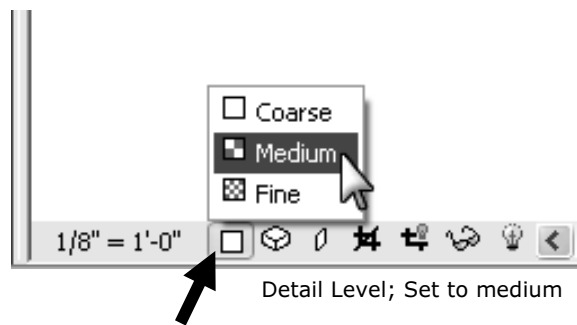 Coarse
Medium
Fine
1/8" = 1'-0"
Detail Level; Set to medium